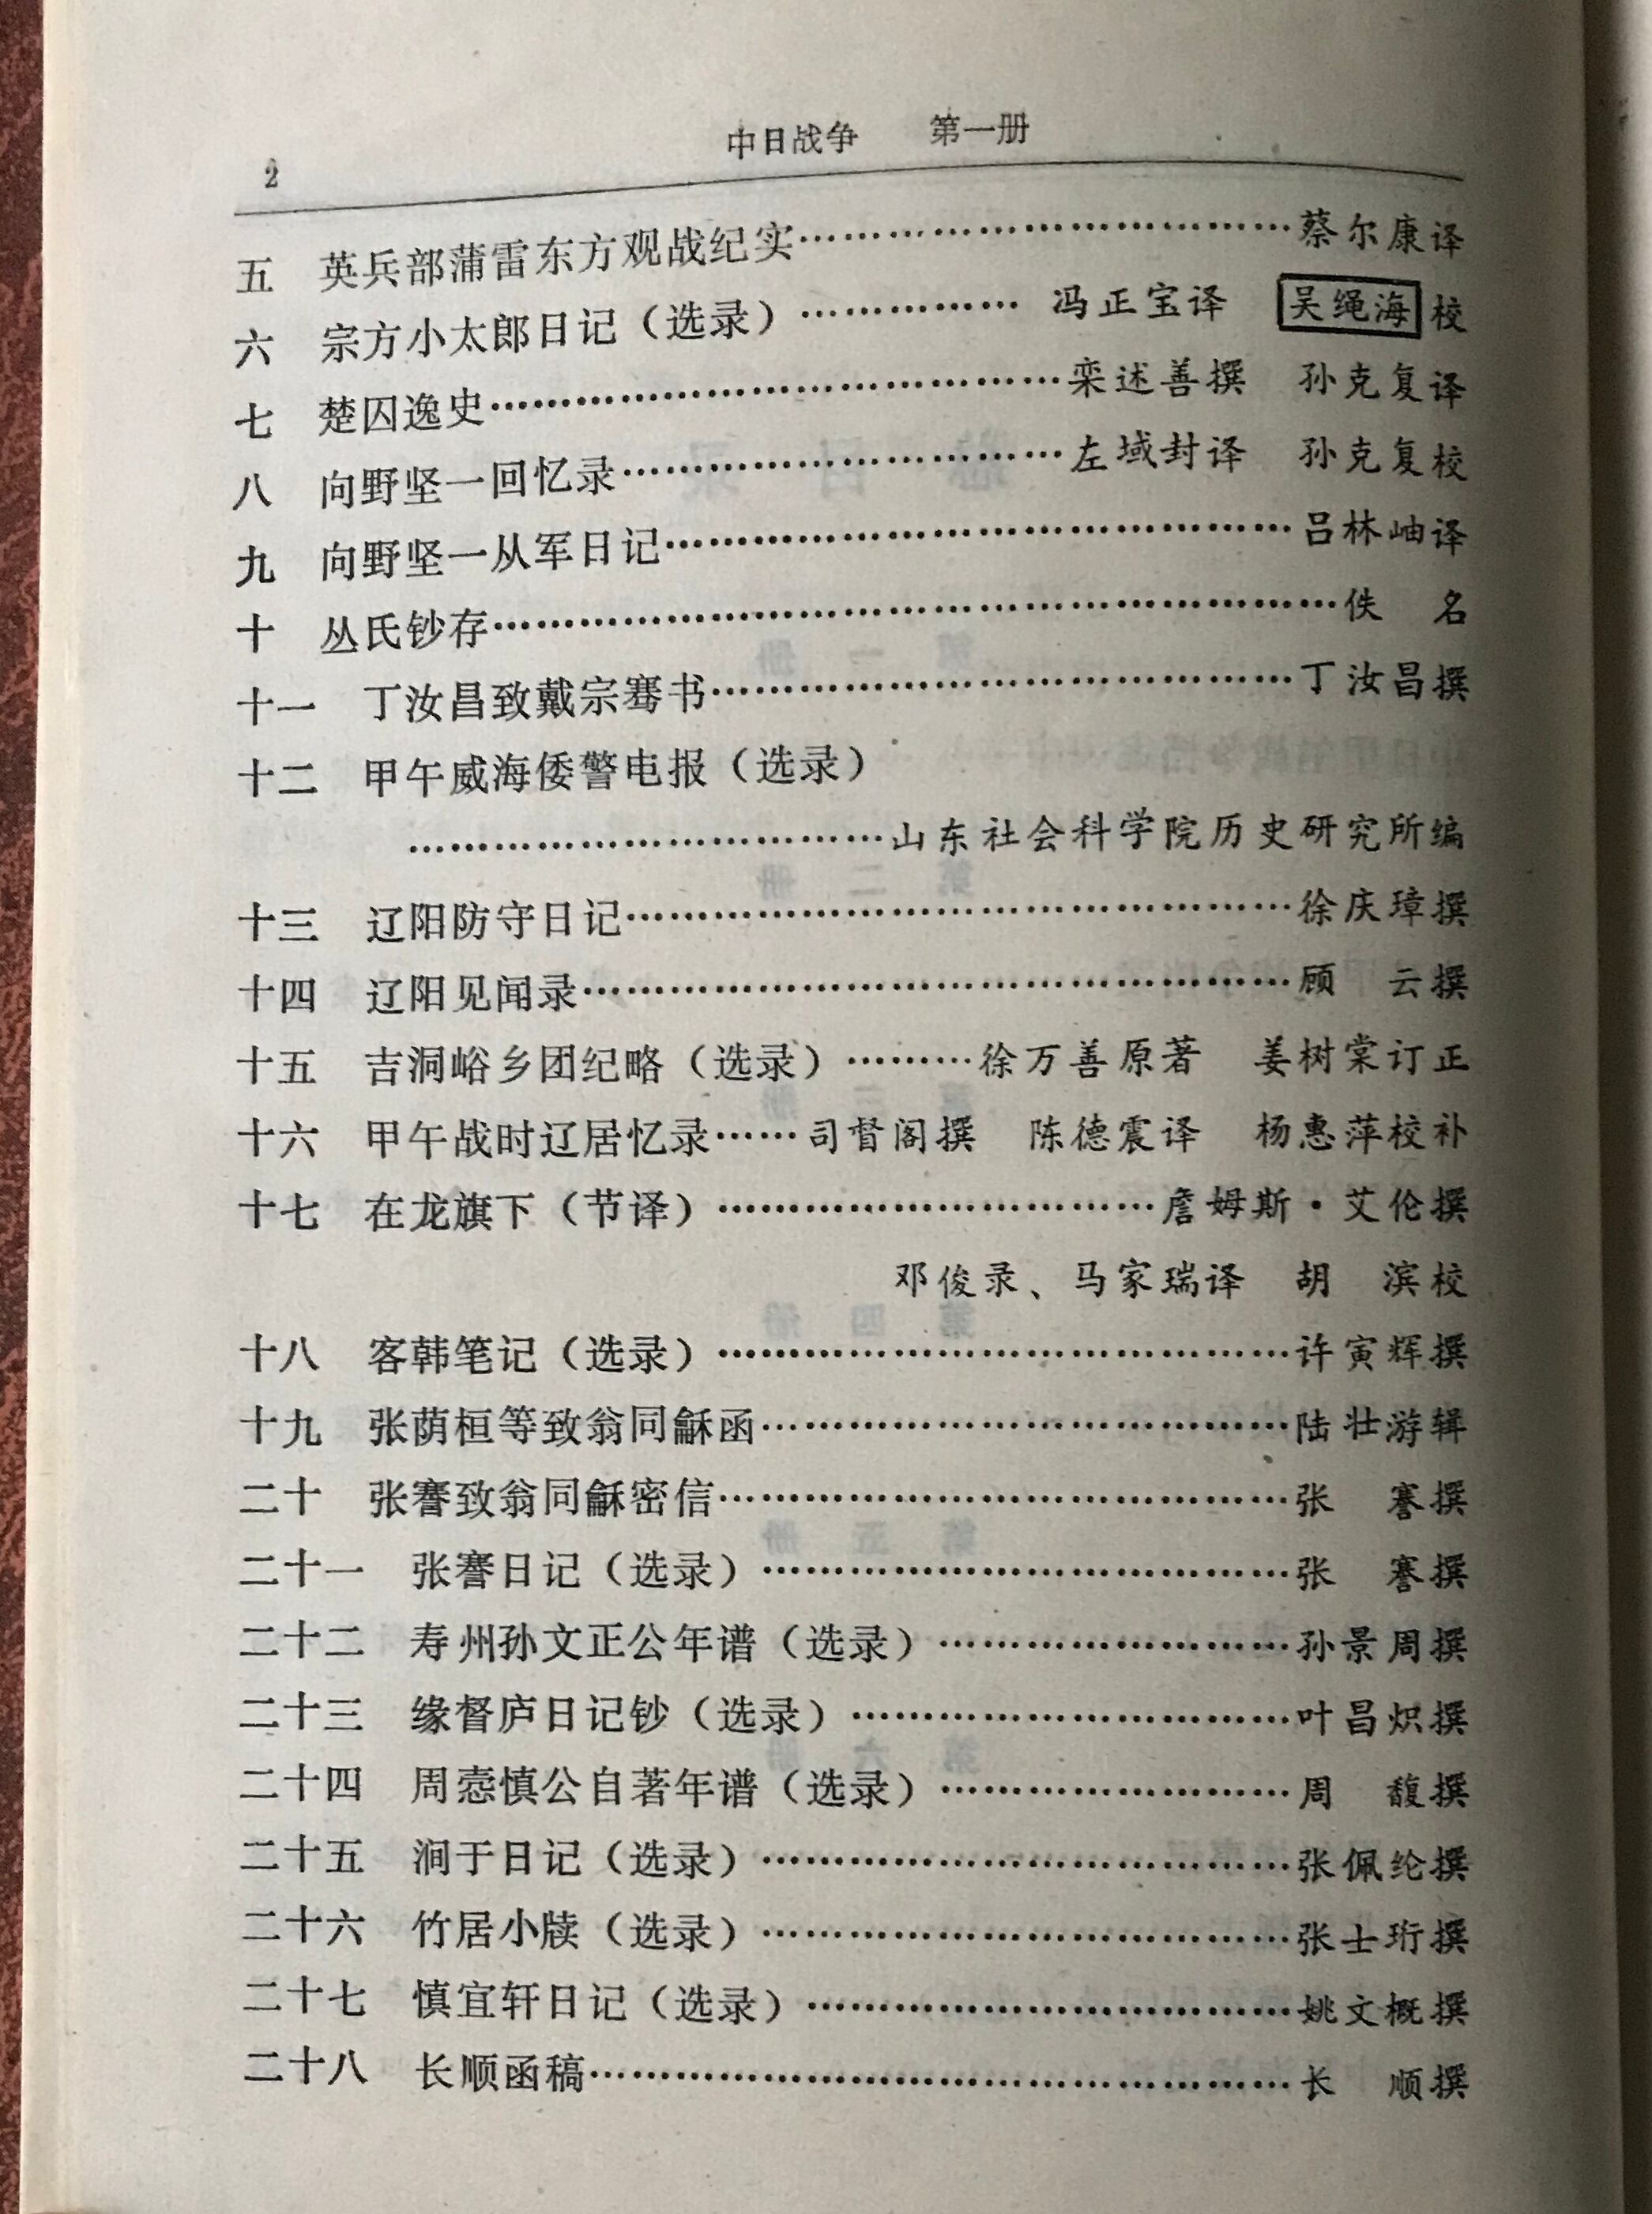 中日战争 第一册
2
五 英兵部蒲雷东方观战纪实……………………………蔡尔康译
六 宗方小太郎日记（选录）…………… 冯正宝译 吴绳海校
七 楚囚逸史……………………………………栾述善撰 孙克复译
八 向野坚一回忆录……………………………左域封译 孙克复校
九 向野坚一从军日记…………………………………………吕林岫译
十 丛氏钞存………………………………………………………佚 名
十一 丁汝昌致戴宗骞书………………………………………丁汝昌撰
十二 甲午威海倭警电报（选录）
………………………………山东社会科学院历史研究所编
十三 辽阳防守日记……………………………………………徐庆璋撰
十四 辽阳见闻录………………………………………………顾 云撰
十五 吉洞峪乡团纪略（选录）………徐万善原著 姜树棠订正
十六 甲午战时辽居忆录……司督阁撰 陈德震译 杨惠萍校补
十七 在龙旗下（节译）……………………………詹姆斯·艾伦撰
邓俊录、马家瑞译 胡 滨校
十八 客韩笔记（选录）………………………………………许寅辉撰
十九 张荫桓等致翁同龢函……………………………………陆壮游辑
二十 张謇致翁同龢密信………………………………………张 謇撰
二十一 张謇日记（选录）……………………………………张 謇撰
二十二 寿州孙文正公年谱（选录）………………………孙景周撰
二十三 缘督庐日记钞（选录）……………………………叶昌炽撰
二十四 周悫慎公自著年谱（选录）………………………周 馥撰
二十五 涧于日记（选录）……………………………………张佩纶撰
二十六 竹居小牍（选录）……………………………………张士珩撰
二十七 慎宜轩日记（选录）…………………………………姚文概撰
二十八 长顺函稿………………………………………………长 顺撰